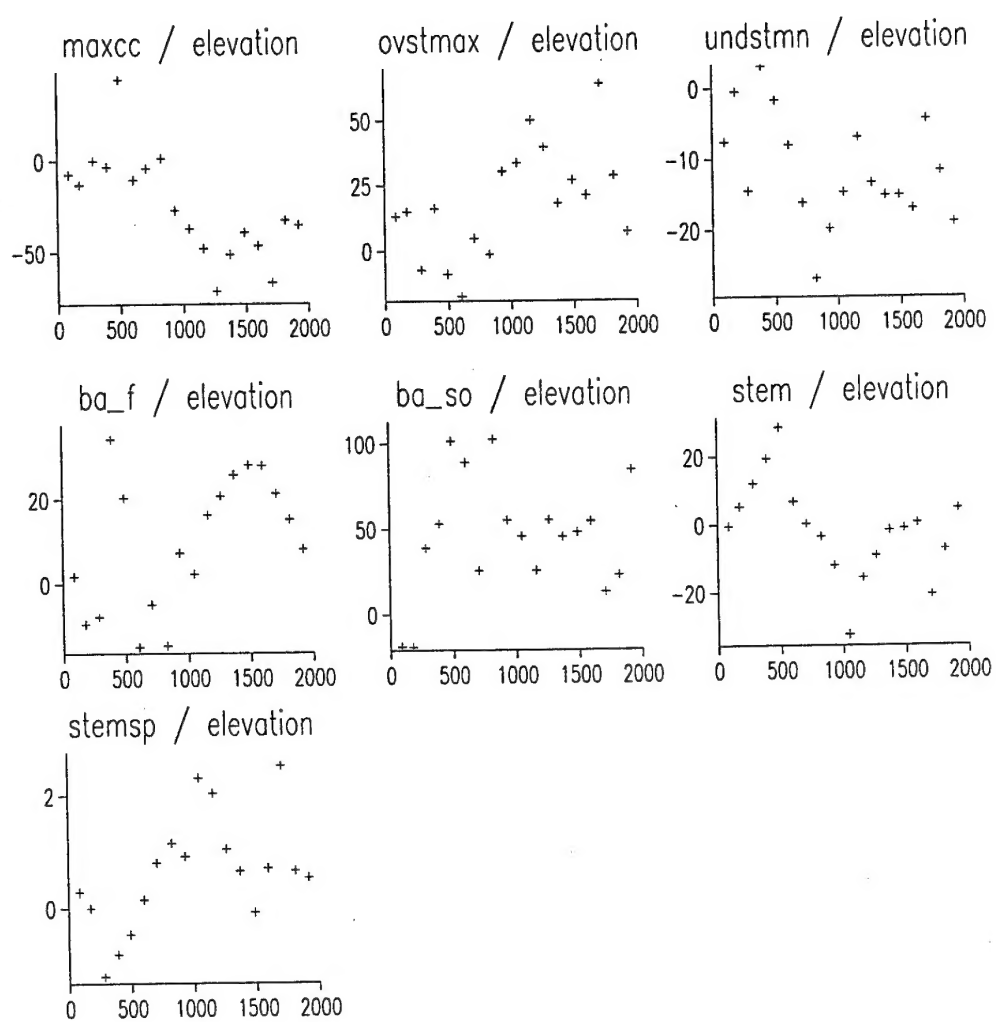 maxcc / elevation
0
-50
0 500 1000 1500 2000
ovstmax / elevation
50
25
0
0 500 1000 1500 2000
undstmn / elevation
0
-10
-20
0 500 1000 1500 2000
ba_f / elevation
20
0
0 500 1000 1500 2000
ba_so / elevation
100
50
0
0 500 1000 1500 2000
stem / elevation
20
0
-20
0 500 1000 1500 2000
stemsp / elevation
2
0
0 500 1000 1500 2000